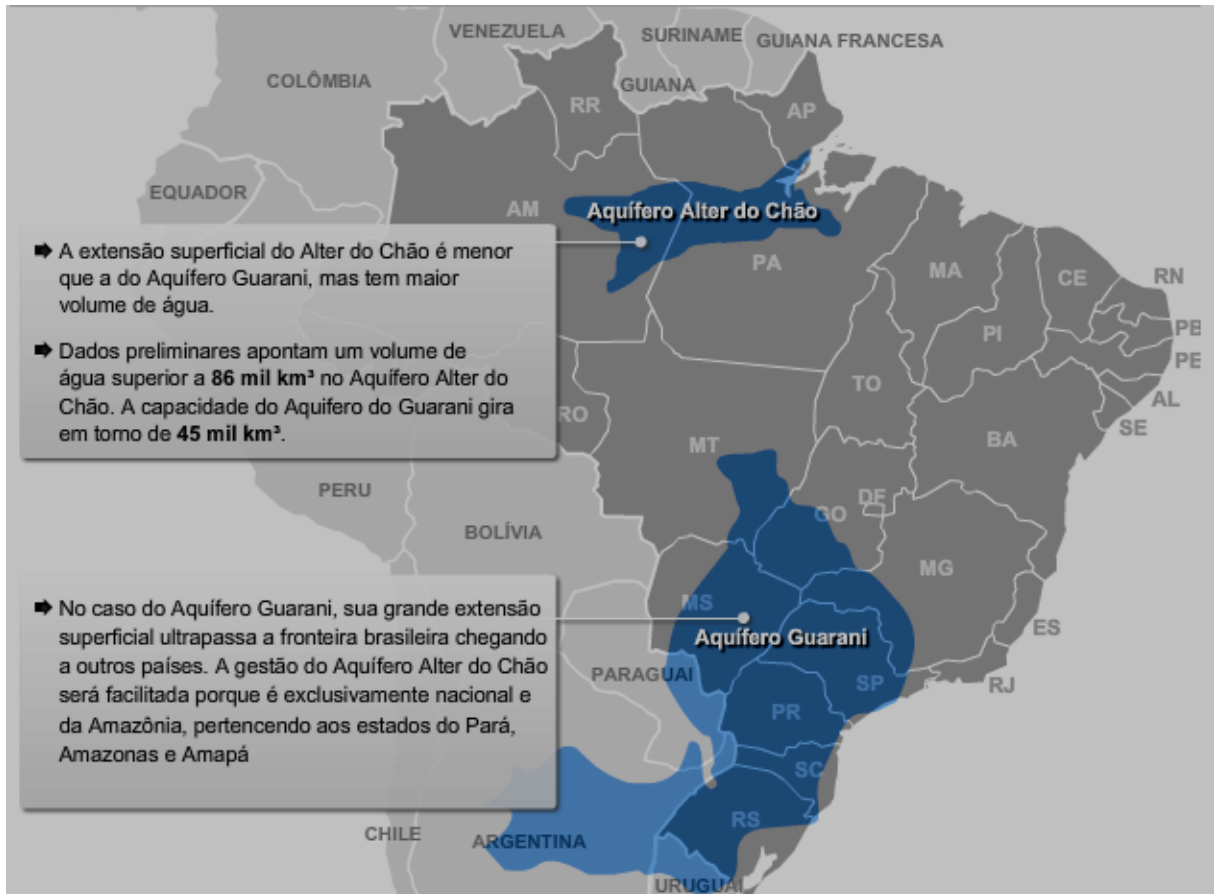 VENEZUELA
SURINAME
GUIANA FRANCESA
COLÔMBIA
GUIANA
RR
AP
EQUADOR
AM
Aquífero Alter do Chão
➡ A extensão superficial do Alter do Chão é menor
que a do Aquífero Guarani, mas tem maior
volume de água.
➡ Dados preliminares apontam um volume de
água superior a 86 mil km³ no Aquífero Alter do
Chão. A capacidade do Aquifero do Guarani gira
em torno de 45 mil km³.
PA
MA
CE
RN
PB
PI
PE
TO
AL
RO
SE
MT
BA
PERU
DF
GO
BOLÍVIA
MG
➡ No caso do Aquífero Guarani, sua grande extensão
superficial ultrapassa a fronteira brasileira chegando
a outros países. A gestão do Aquífero Alter do Chão
será facilitada porque é exclusivamente nacional e
da Amazônia, pertencendo aos estados do Pará,
Amazonas e Amapá
MS
ES
Aquífero Guarani
PARAGUAI
SP
RJ
PR
SC
RS
CHILE
ARGENTINA
URUGUAI